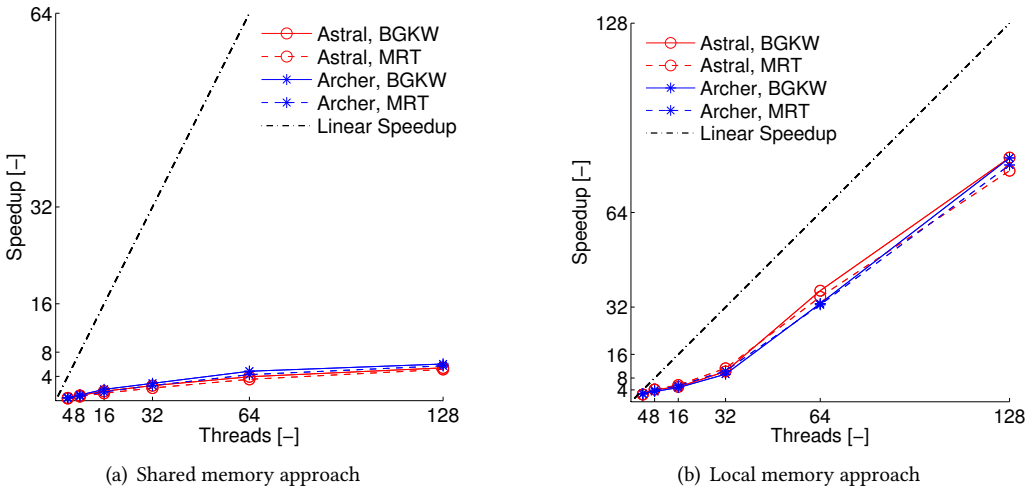 64
32
16
8
4
4 8 16 32 64 128
Speedup [-]
Threads [-]
Astral, BGKW
Astral, MRT
Archer, BGKW
Archer, MRT
Linear Speedup
(a) Shared memory approach
128
64
32
16
8
4
4 8 16 32 64 128
Speedup [-]
Threads [-]
Astral, BGKW
Astral, MRT
Archer, BGKW
Archer, MRT
Linear Speedup
(b) Local memory approach